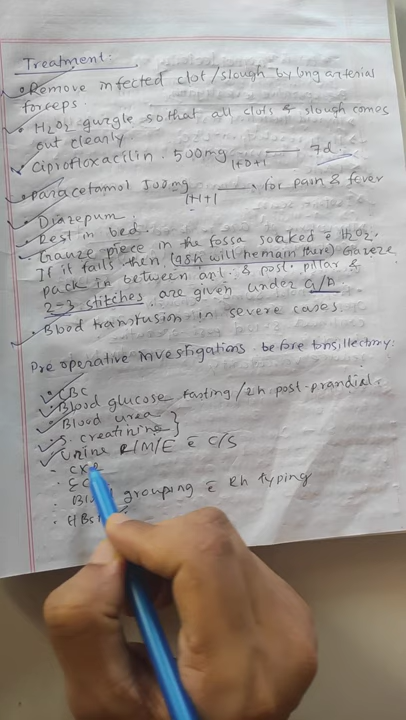 Treatment:
• Remove infected clot/slough by long arterial
forceps.
• H2O2 gurgle so that all clots & slough comes
out clearly
• Ciprofloxacilin. 500mg 1+0+1 — 7d
• Paracetamol 500mg 1+1+1 → for pain & fever
• Diazepum:
• Rest in bed.
• Gauze piece in the fossa soaked c̄ H2O2.
If it fails then, (48h will remain there) Gauze
pack in between ant. & post. pillar &
2-3 stitches are given under G/A
• Blood transfusion in severe cases.
Pre operative investigations before tonsillectomy:
• CBC
• Blood glucose fasting/2h post-prandial.
• Blood urea }
• S. creatinine }
• Urine R/M/E c̄ C/S
• CXR
• grouping c̄ Rh typing